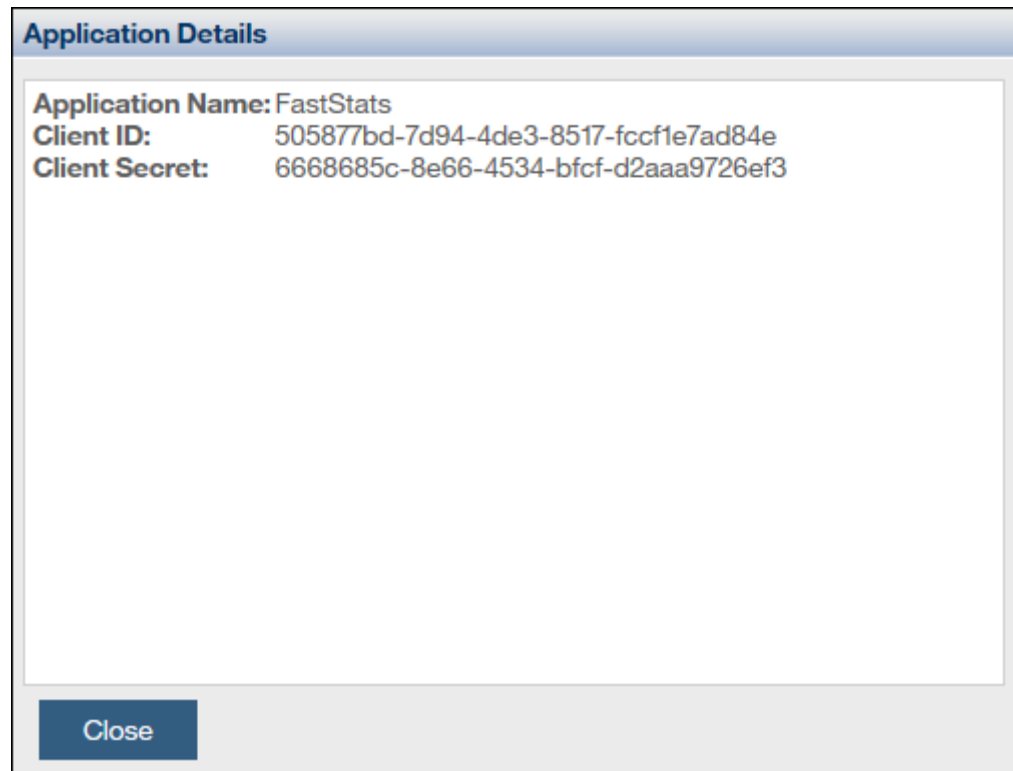 Application Details
Application Name: FastStats
Client ID: 505877bd-7d94-4de3-8517-fccf1e7ad84e
Client Secret: 6668685c-8e66-4534-bfcf-d2aaa9726ef3
Close